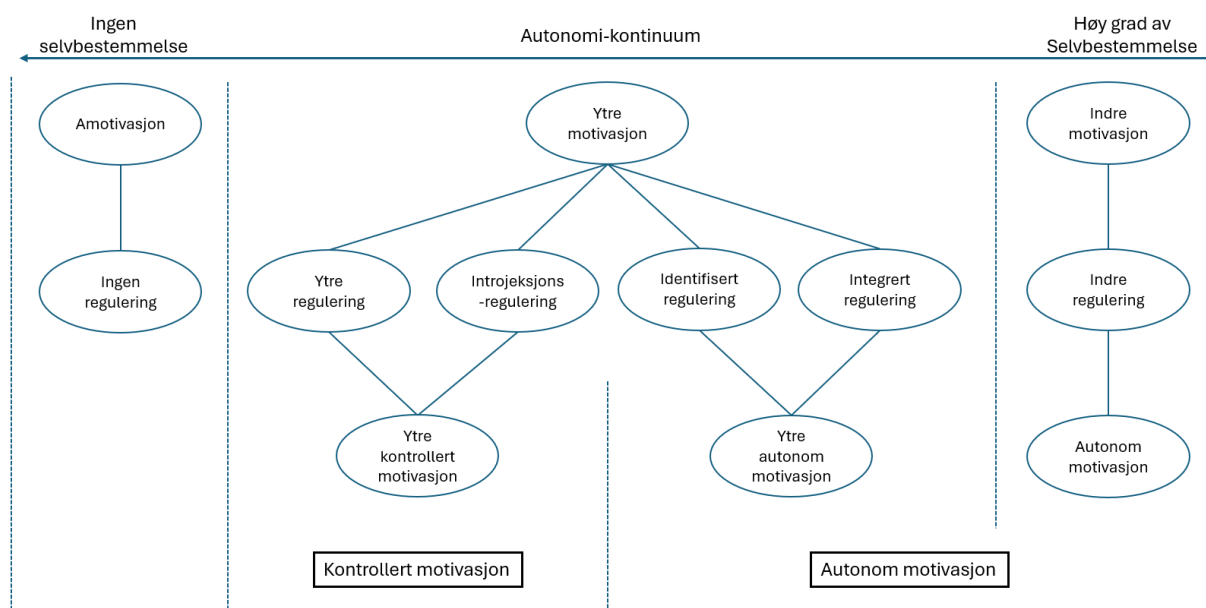 Ingen
selvbestemmelse
Autonomi-kontinuum
Høy grad av
Selvbestemmelse
Amotivasjon
Ytre
motivasjon
Indre
motivasjon
Ingen
regulering
Ytre
regulering
Introjeksjons
-regulering
Identifisert
regulering
Integrert
regulering
Indre
regulering
Ytre
kontrollert
motivasjon
Ytre
autonom
motivasjon
Autonom
motivasjon
Kontrollert motivasjon
Autonom motivasjon